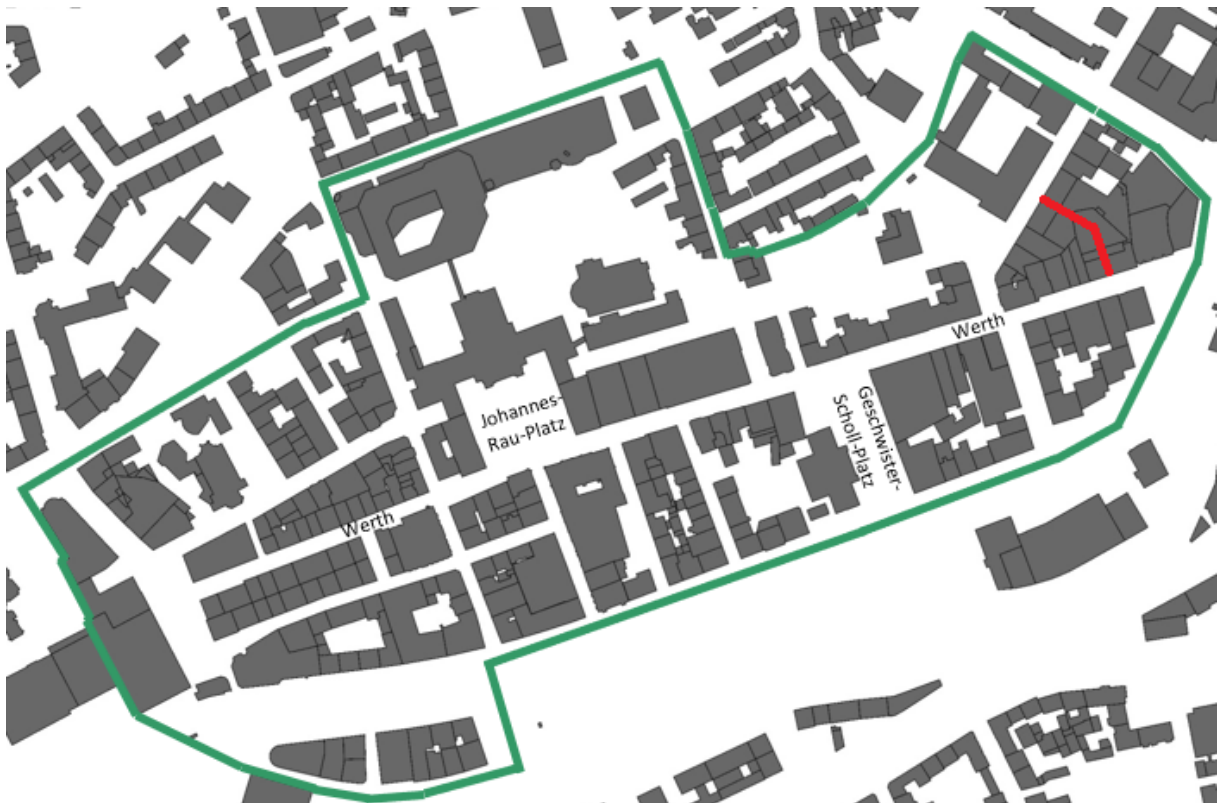 Werth
Johannes-
Rau-Platz
Geschwister-
Scholl-Platz
Werth